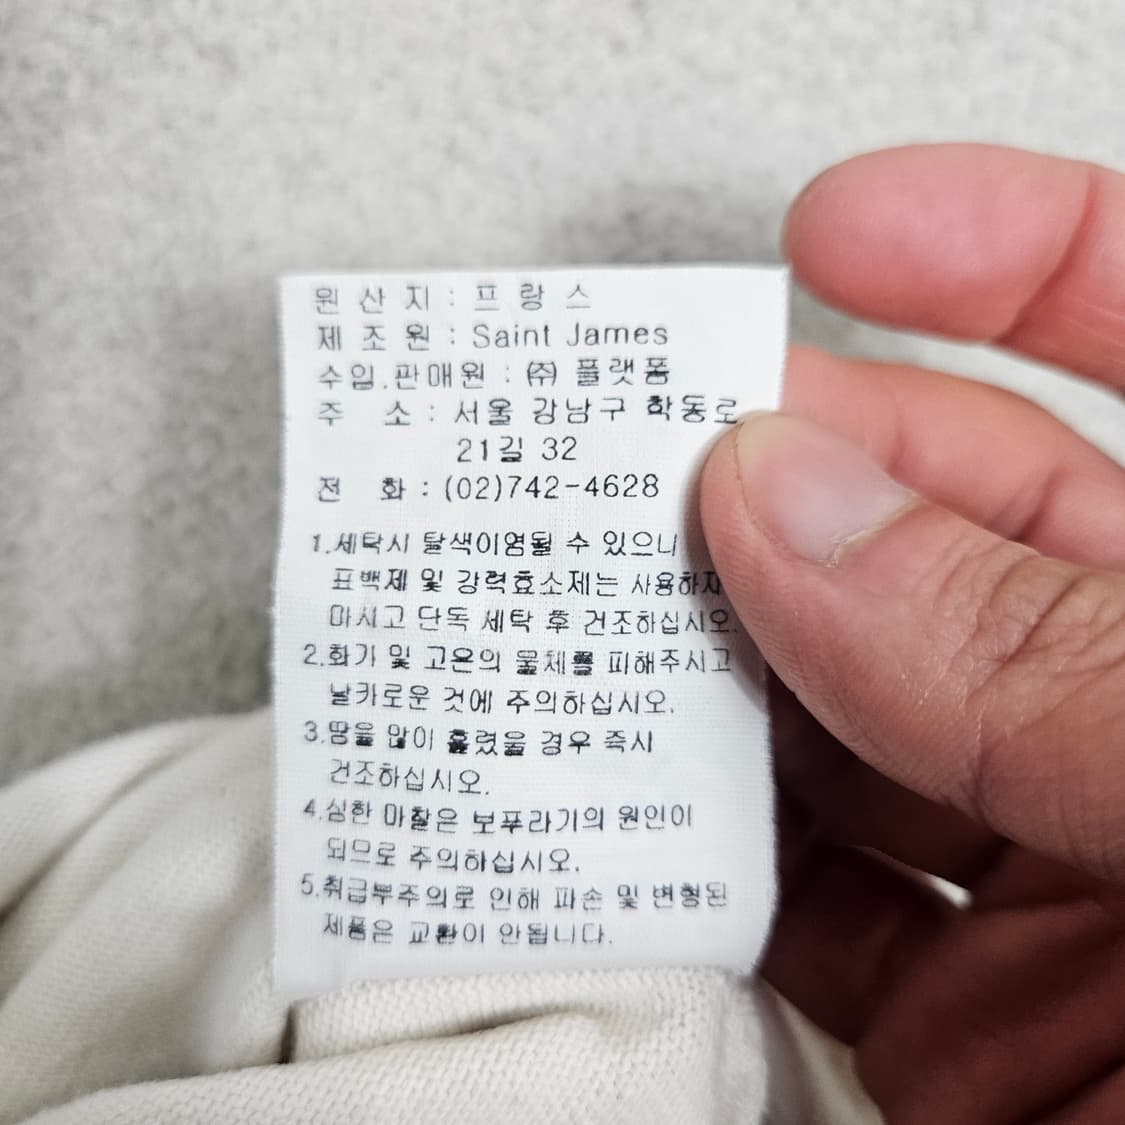 원 산 지 : 프 랑 스
제 조 원 : Saint James
수입.판매원 : ㈜ 플랫폼
주 소 : 서울 강남구 학동로
21길 32
전 화 : (02)742-4628
1.세탁시 탈색이염될 수 있으니
표백제 및 강력효소제는 사용하지
마시고 단독 세탁 후 건조하십시오.
2.화기 및 고온의 물체를 피해주시고
날카로운 것에 주의하십시오.
3.땀을 많이 흘렸을 경우 즉시
건조하십시오.
4.심한 마찰은 보푸라기의 원인이
되므로 주의하십시오.
5.취급부주의로 인해 파손 및 변형된
제품은 교환이 안됩니다.